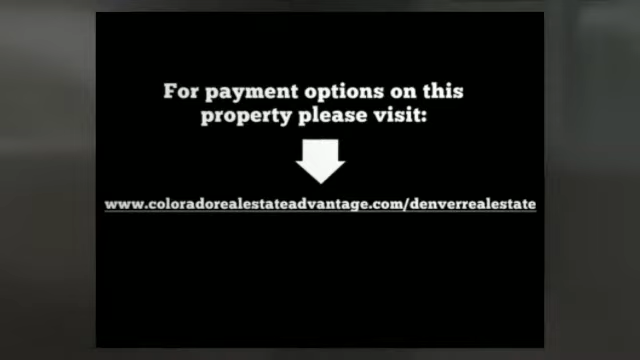 For payment options on this
property please visit:
www.coloradorealestateadvantage.com/denverrealestate